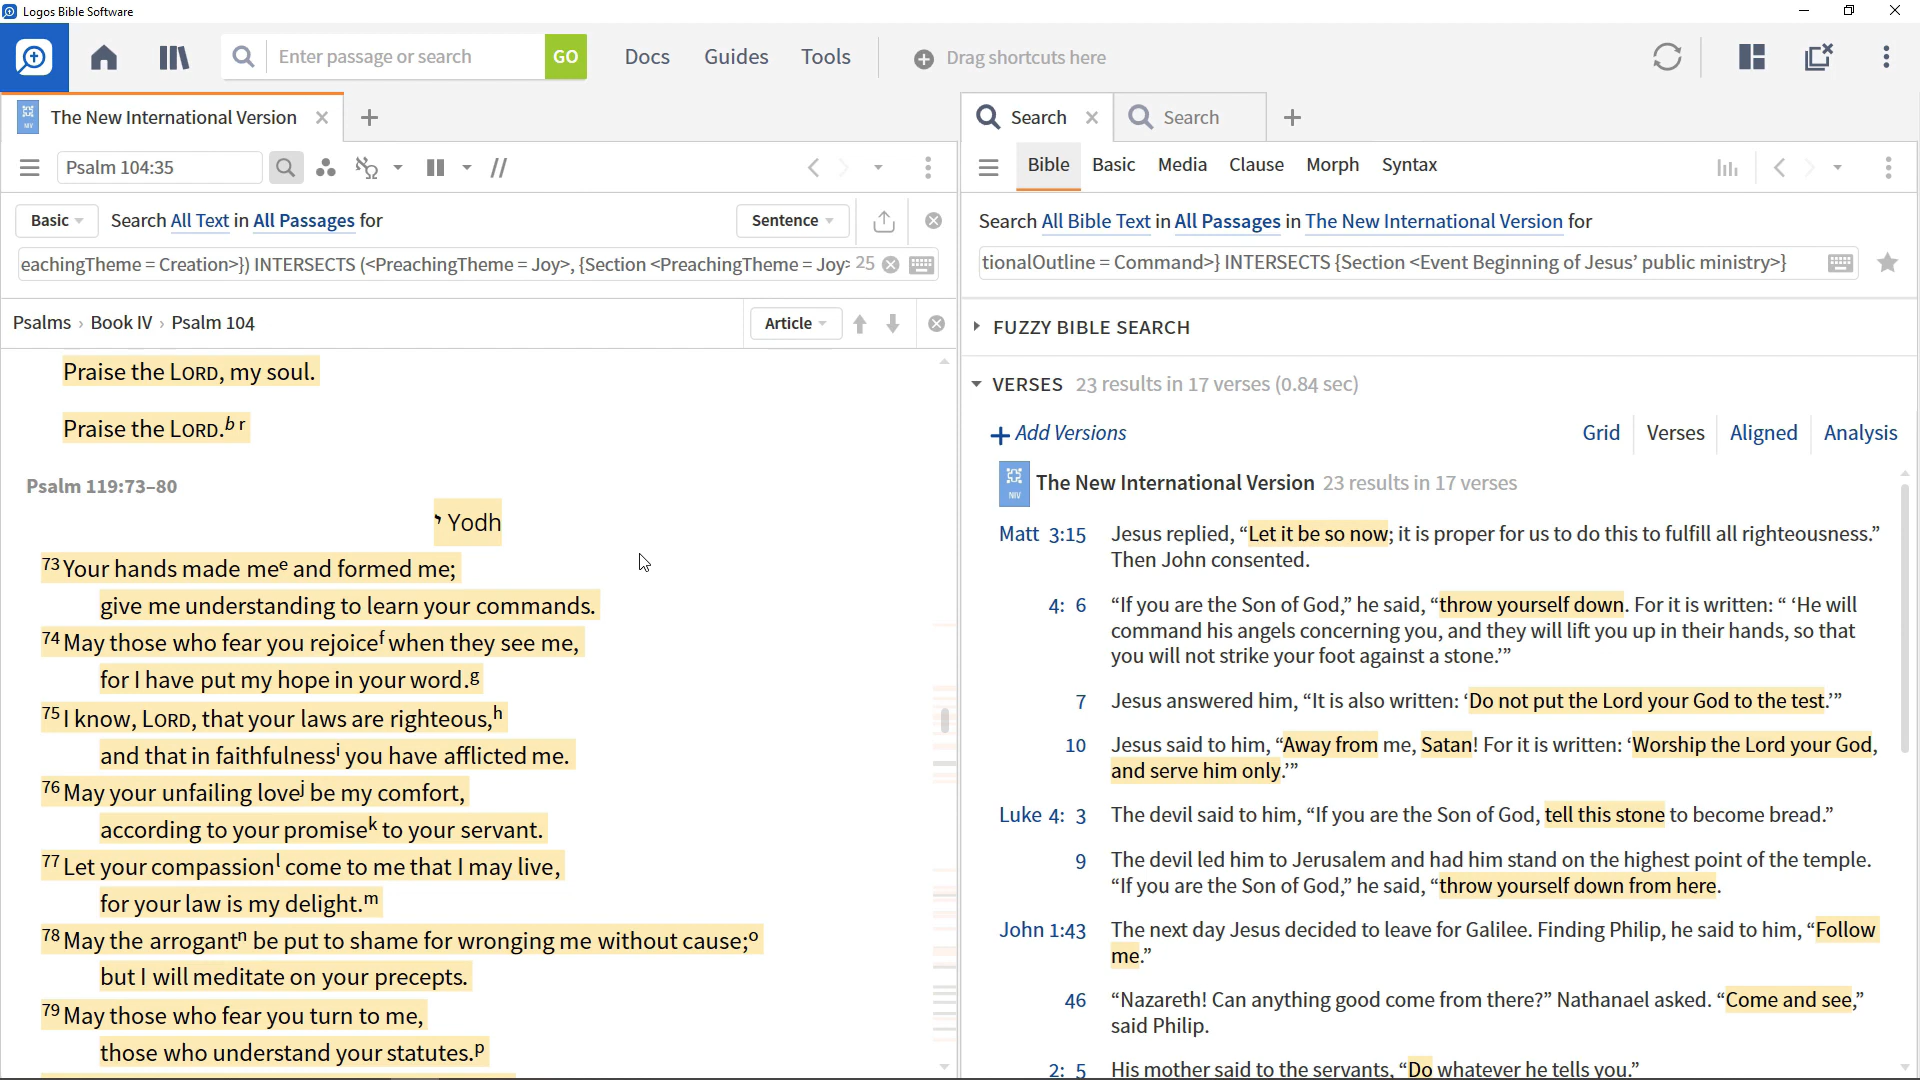 Logos Bible Software
Enter passage or search
GO
Docs
Guides
Tools
Drag shortcuts here
The New International Version
Psalm 104:35
Basic
Search All Text in All Passages for
Sentence
eachingTheme = Creation>}) INTERSECTS (<PreachingTheme = Joy>, {Section <PreachingTheme = Joy>
25
Psalms › Book IV › Psalm 104
Article
Praise the LORD, my soul.
Praise the LORD.b r
Psalm 119:73–80
י Yodh
73 Your hands made mee and formed me;
give me understanding to learn your commands.
74 May those who fear you rejoicef when they see me,
for I have put my hope in your word.g
75 I know, LORD, that your laws are righteous,h
and that in faithfulnessi you have afflicted me.
76 May your unfailing lovej be my comfort,
according to your promisek to your servant.
77 Let your compassionl come to me that I may live,
for your law is my delight.m
78 May the arrogantn be put to shame for wronging me without cause;o
but I will meditate on your precepts.
79 May those who fear you turn to me,
those who understand your statutes.p
Search
Search
Bible
Basic
Media
Clause
Morph
Syntax
Search All Bible Text in All Passages in The New International Version for
tionalOutline = Command>} INTERSECTS {Section <Event Beginning of Jesus’ public ministry>}
FUZZY BIBLE SEARCH
VERSES 23 results in 17 verses (0.84 sec)
Add Versions
Grid
Verses
Aligned
Analysis
NIV
The New International Version 23 results in 17 verses
Matt 3:15 Jesus replied, “Let it be so now; it is proper for us to do this to fulfill all righteousness.”
Then John consented.
4: 6 “If you are the Son of God,” he said, “throw yourself down. For it is written: “ ‘He will
command his angels concerning you, and they will lift you up in their hands, so that
you will not strike your foot against a stone.’”
7 Jesus answered him, “It is also written: ‘Do not put the Lord your God to the test.’”
10 Jesus said to him, “Away from me, Satan! For it is written: ‘Worship the Lord your God,
and serve him only.’”
Luke 4: 3 The devil said to him, “If you are the Son of God, tell this stone to become bread.”
9 The devil led him to Jerusalem and had him stand on the highest point of the temple.
“If you are the Son of God,” he said, “throw yourself down from here.
John 1:43 The next day Jesus decided to leave for Galilee. Finding Philip, he said to him, “Follow
me.”
46 “Nazareth! Can anything good come from there?” Nathanael asked. “Come and see,”
said Philip.
2: 5 His mother said to the servants, “Do whatever he tells you.”